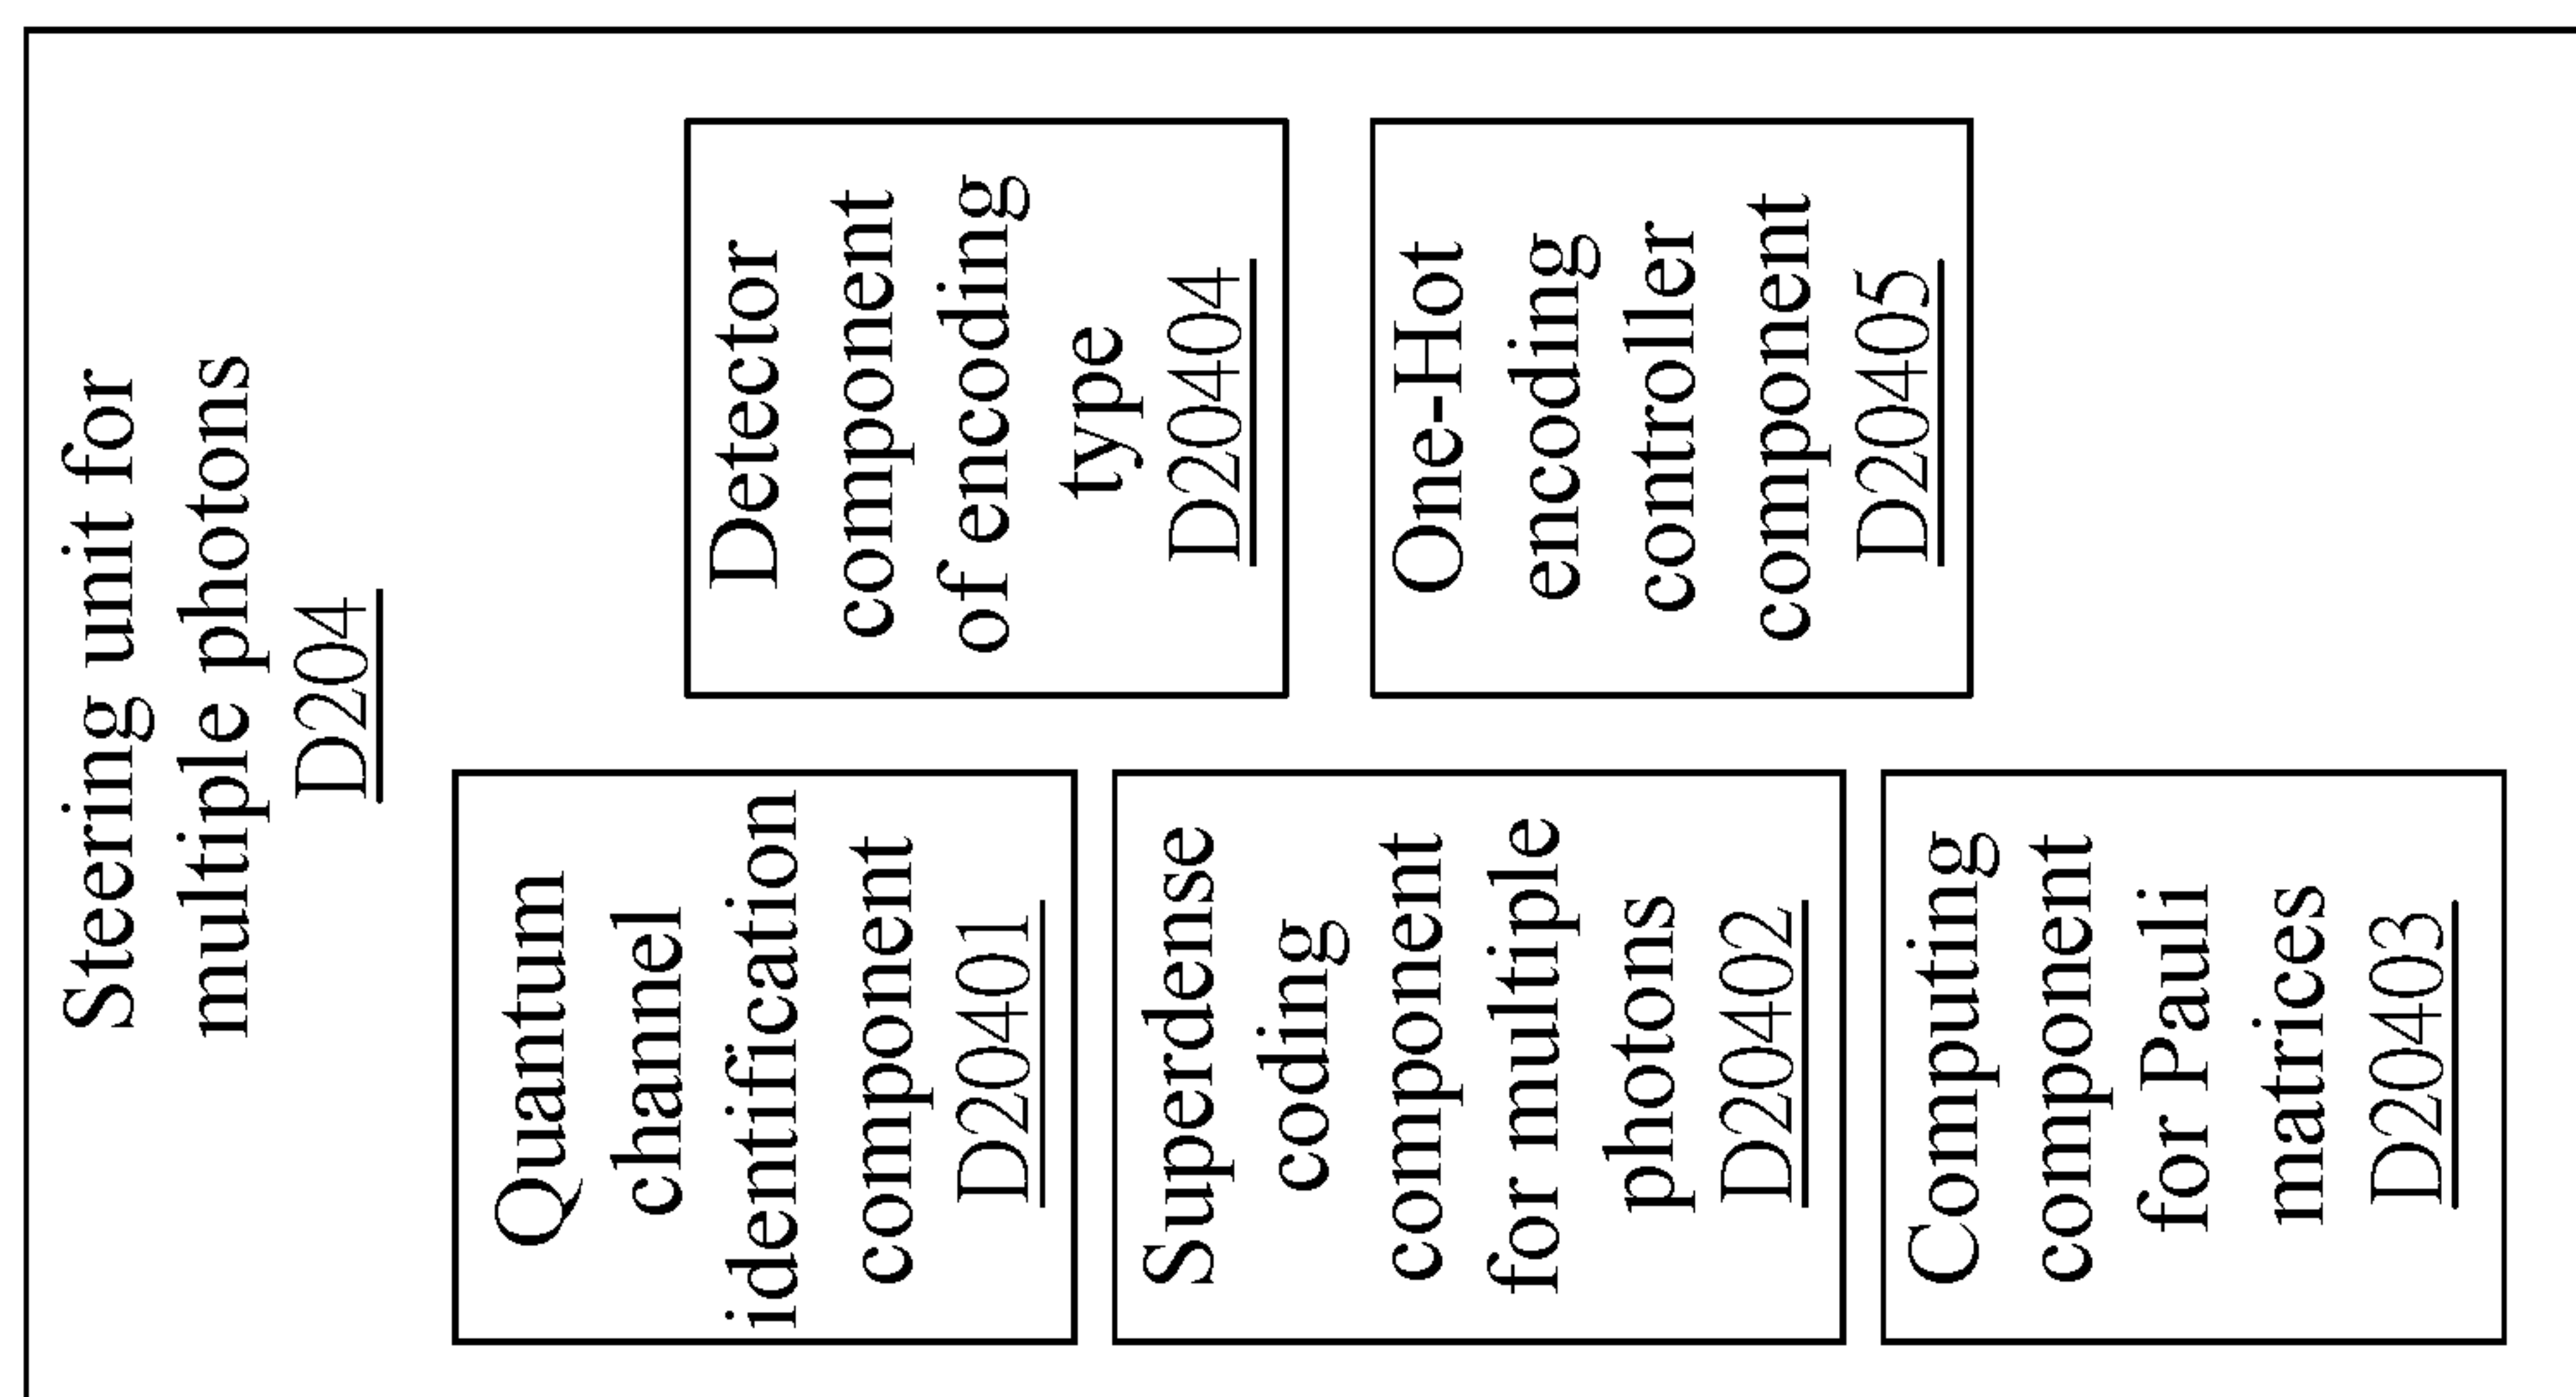 Steering unit for
multiple photons
D204
Quantum
channel
identification
component
D20401
Superdense
coding
component
for multiple
photons
D20402
Computing
component
for Pauli
matrices
D20403
Detector
component
of encoding
type
D20404
One-Hot
encoding
controller
component
D20405